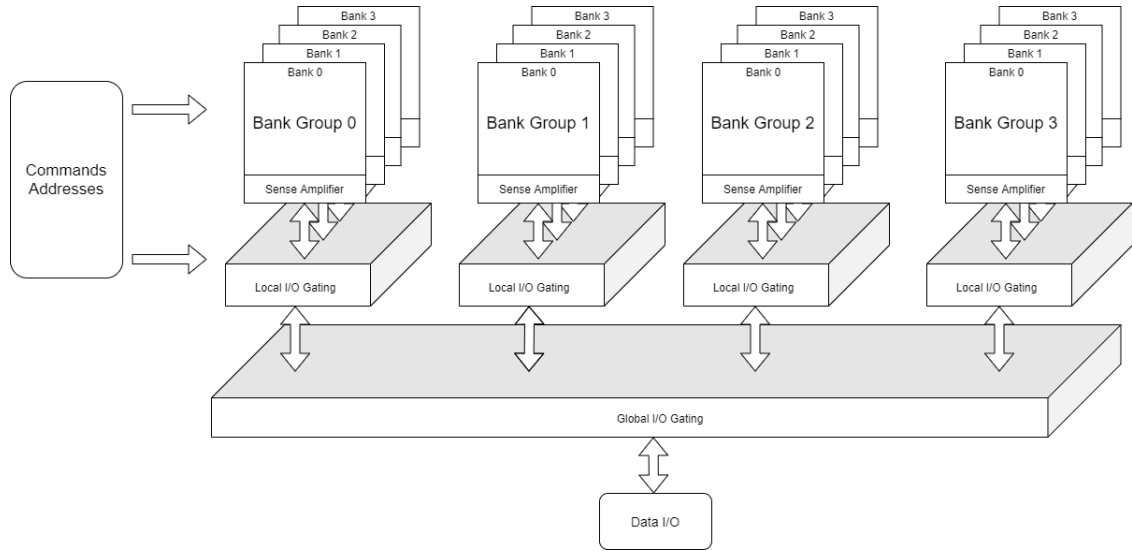 Bank 3
Bank 2
Bank 1
Bank 0
Bank Group 0
Sense Amplifier
Local I/O Gating
Bank 3
Bank 2
Bank 1
Bank 0
Bank Group 1
Sense Amplifier
Local I/O Gating
Bank 3
Bank 2
Bank 1
Bank 0
Bank Group 2
Sense Amplifier
Local I/O Gating
Bank 3
Bank 2
Bank 1
Bank 0
Bank Group 3
Sense Amplifier
Local I/O Gating
Commands
Addresses
Global I/O Gating
Data I/O